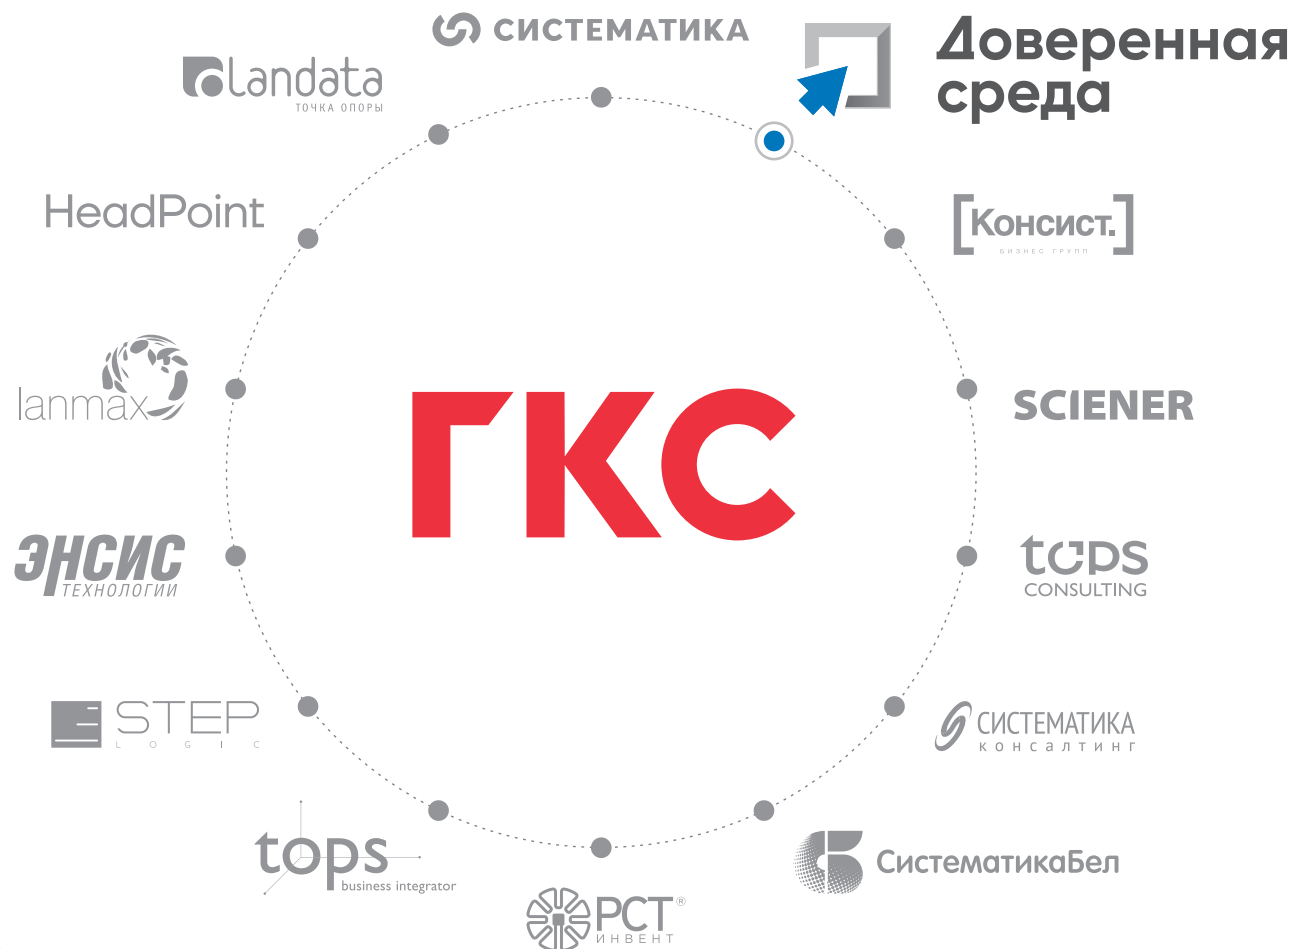 СИСТЕМАТИКА
Доверенная
среда
Landata
ТОЧКА ОПОРЫ
HeadPoint
[Консист.]
БИЗНЕС ГРУПП
lanmax
ГКС
SCIENER
ЭНСИС
ТЕХНОЛОГИИ
tops
CONSULTING
STEP
LOGIC
СИСТЕМАТИКА
КОНСАЛТИНГ
tops
business integrator
СистематикаБел
РСТ®
ИНВЕНТ